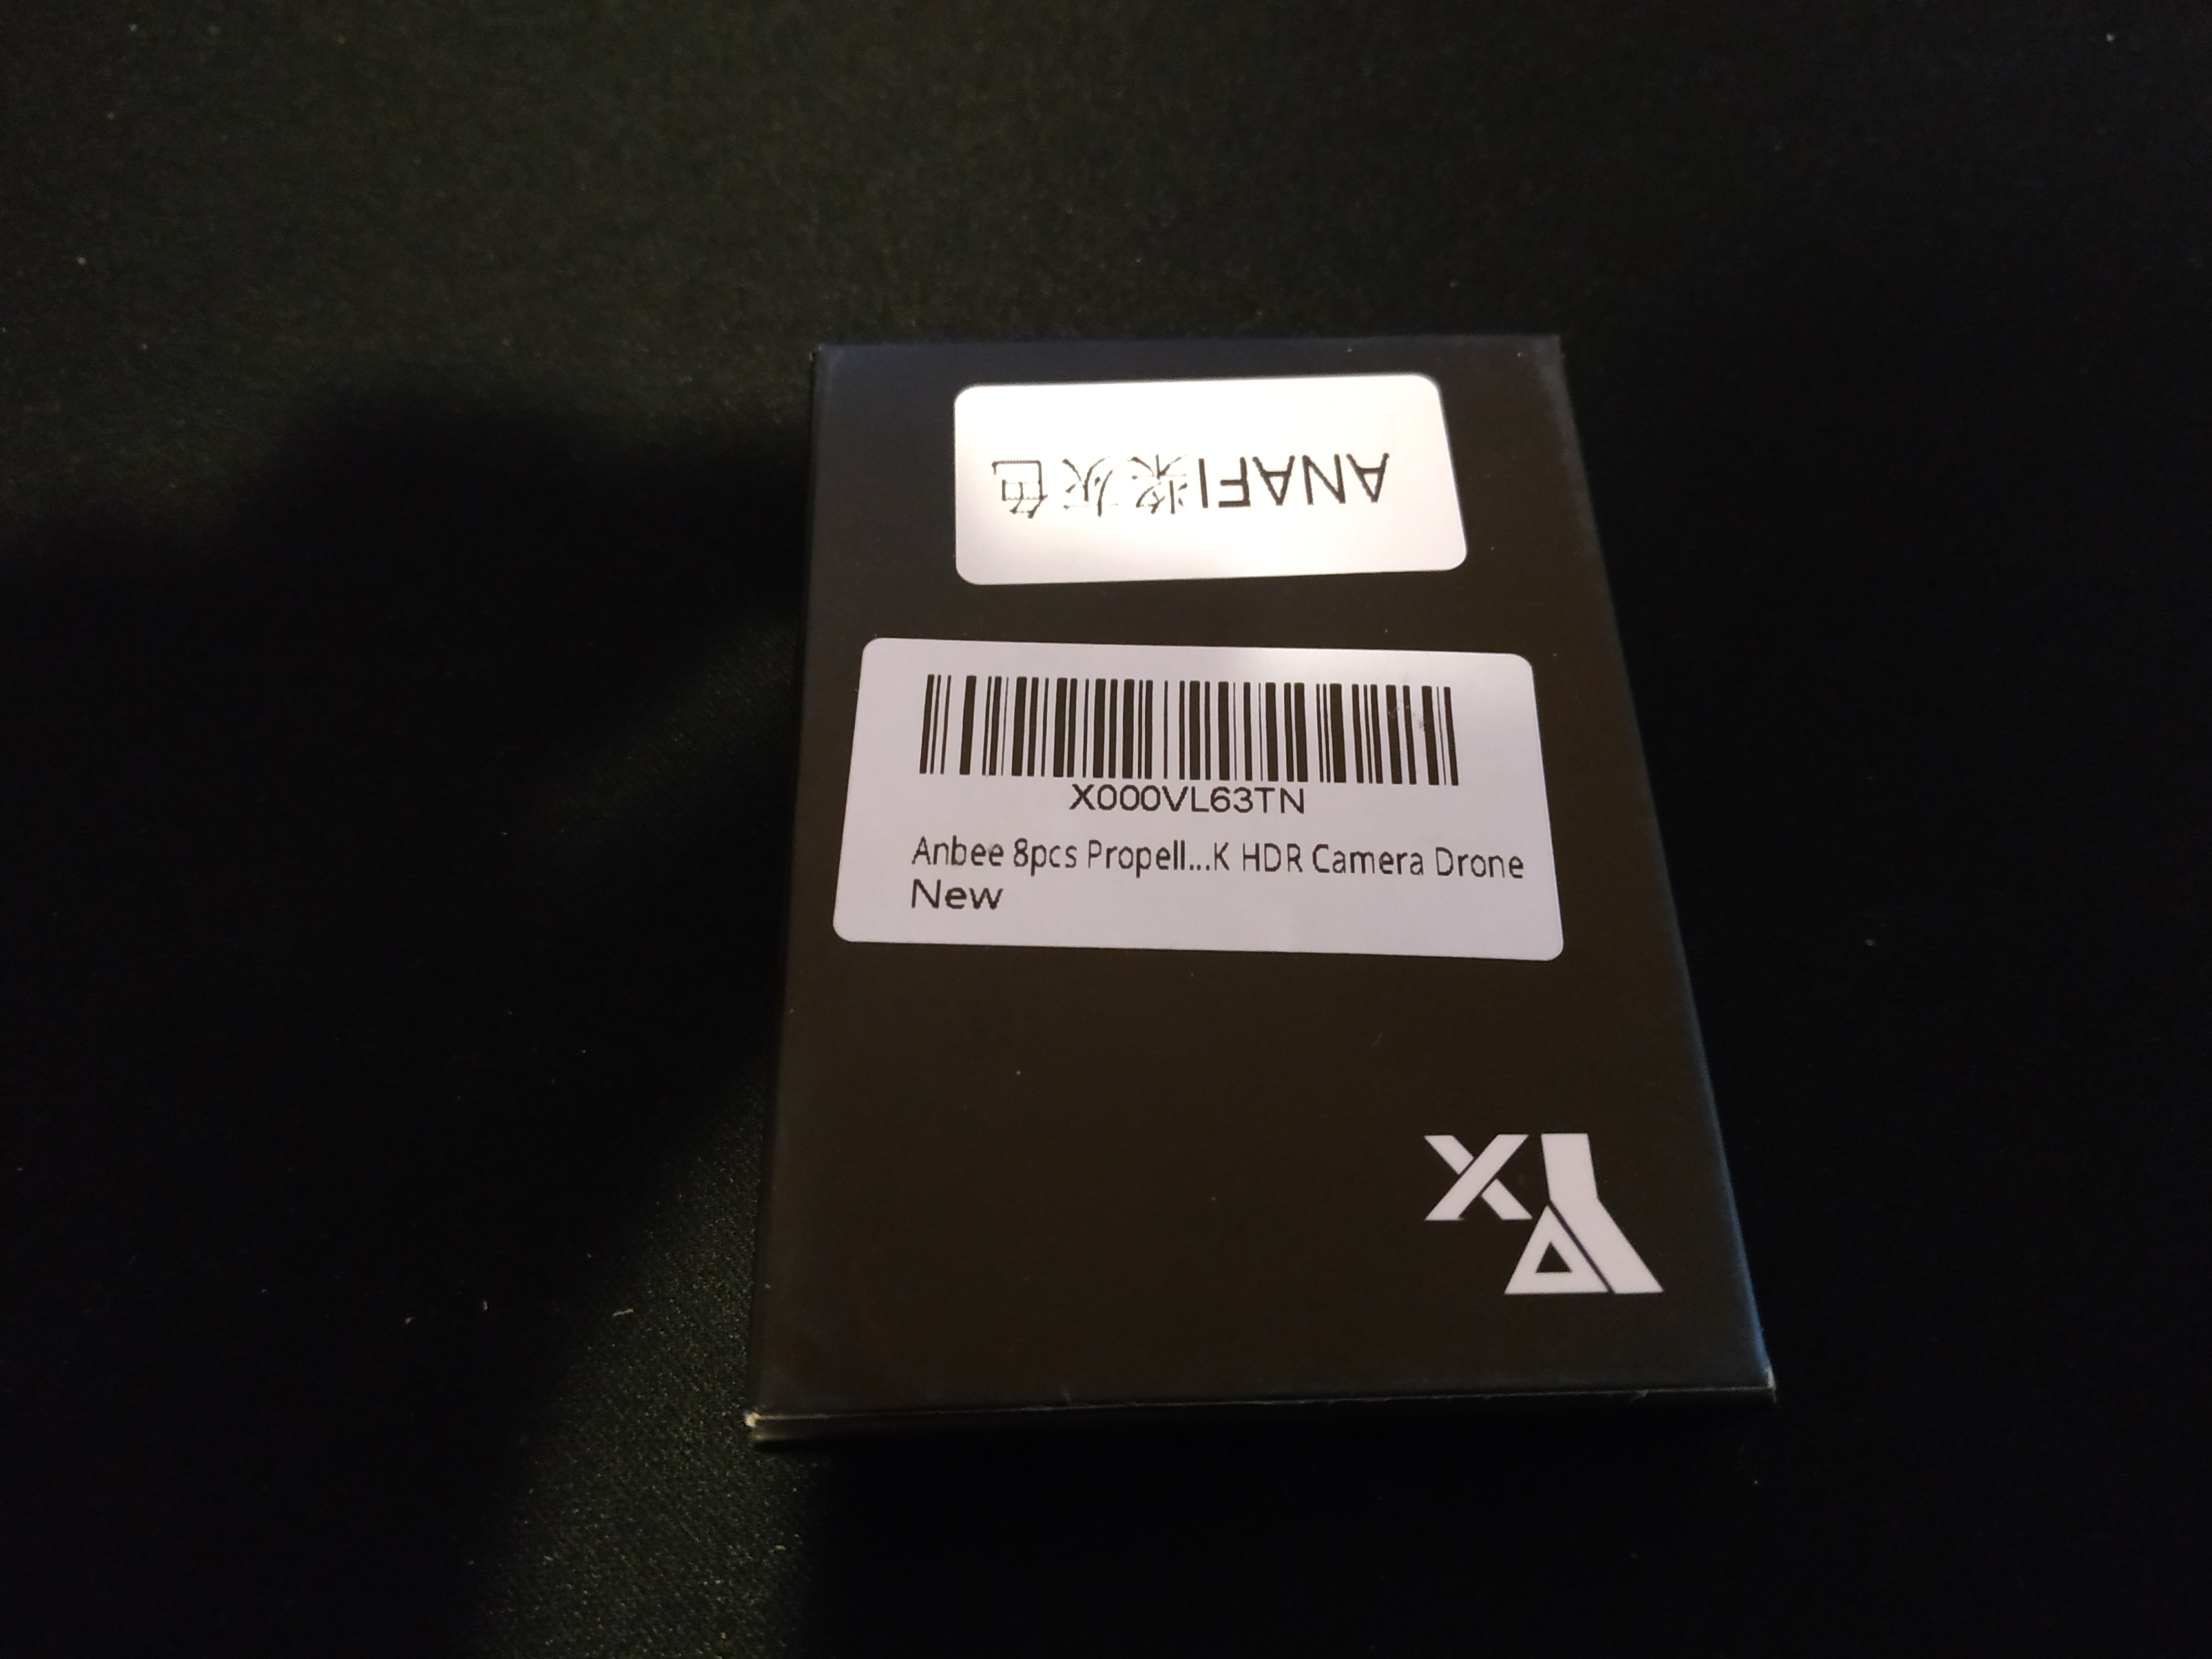 ANAFI桨灰色
X000VL63TN
Anbee 8pcs Propell...K HDR Camera Drone
New